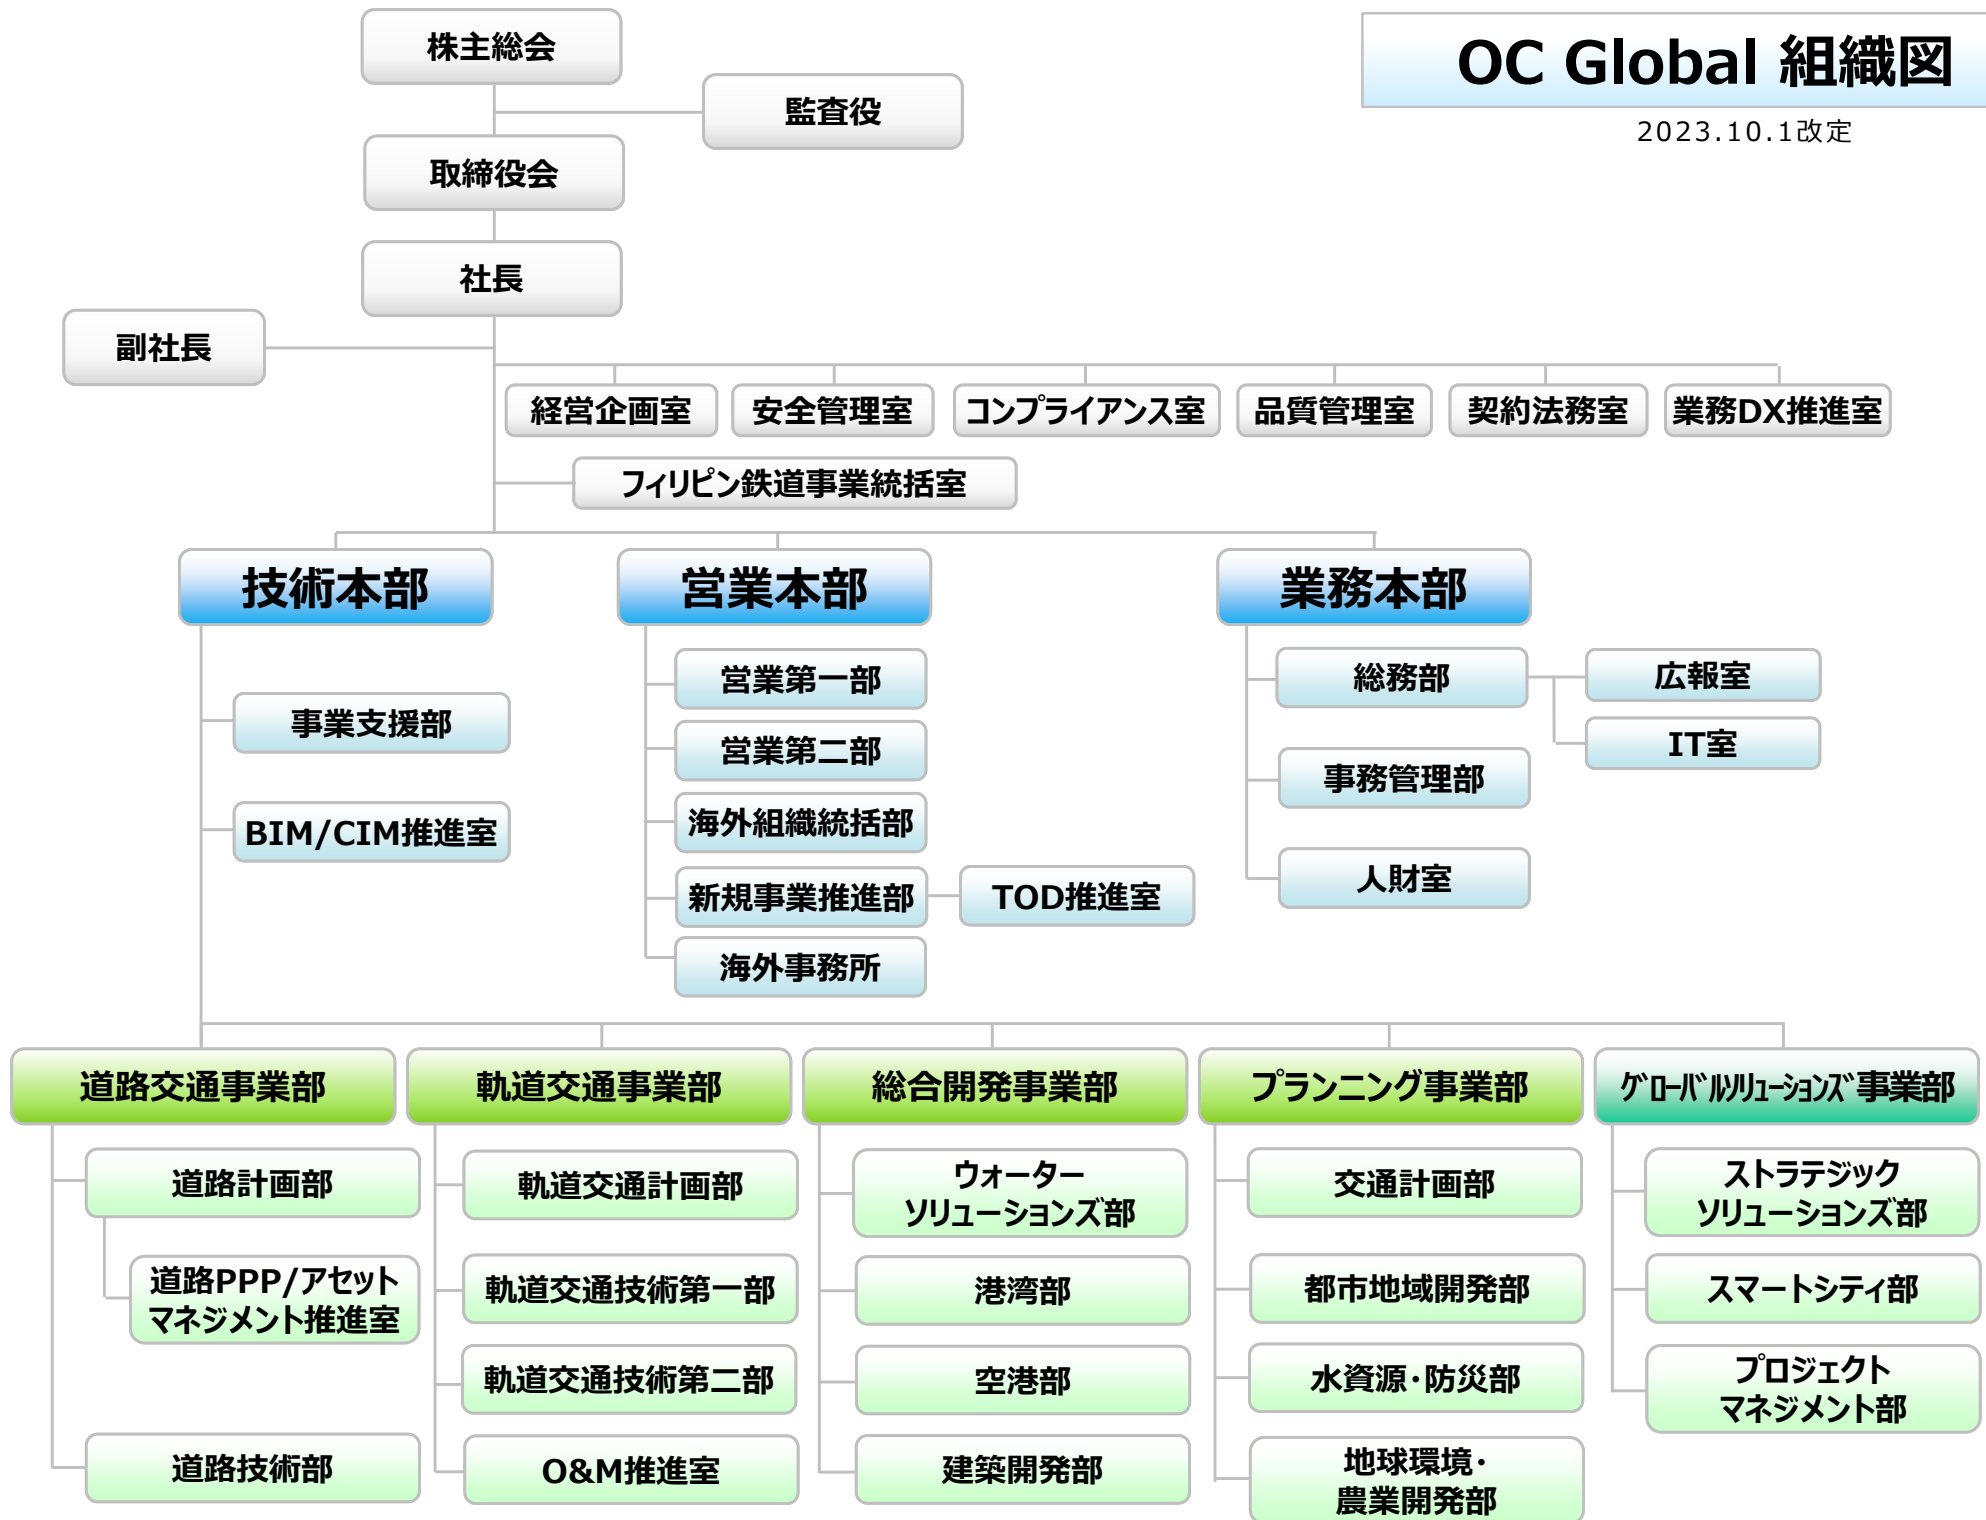 株主総会
OC Global 組織図
監査役
2023.10.1改定
取締役会
社長
副社長
経営企画室
安全管理室
コンプライアンス室
品質管理室
契約法務室
業務DX推進室
フィリピン鉄道事業統括室
技術本部
営業本部
業務本部
事業支援部
BIM/CIM推進室
営業第一部
営業第二部
海外組織統括部
新規事業推進部
TOD推進室
海外事務所
総務部
広報室
IT室
事務管理部
人財室
道路交通事業部
軌道交通事業部
総合開発事業部
プランニング事業部
グローバルソリューションズ事業部
道路計画部
道路PPP/アセット
マネジメント推進室
道路技術部
軌道交通計画部
軌道交通技術第一部
軌道交通技術第二部
O&M推進室
ウォーター
ソリューションズ部
港湾部
空港部
建築開発部
交通計画部
都市地域開発部
水資源・防災部
地球環境・
農業開発部
ストラテジック
ソリューションズ部
スマートシティ部
プロジェクト
マネジメント部